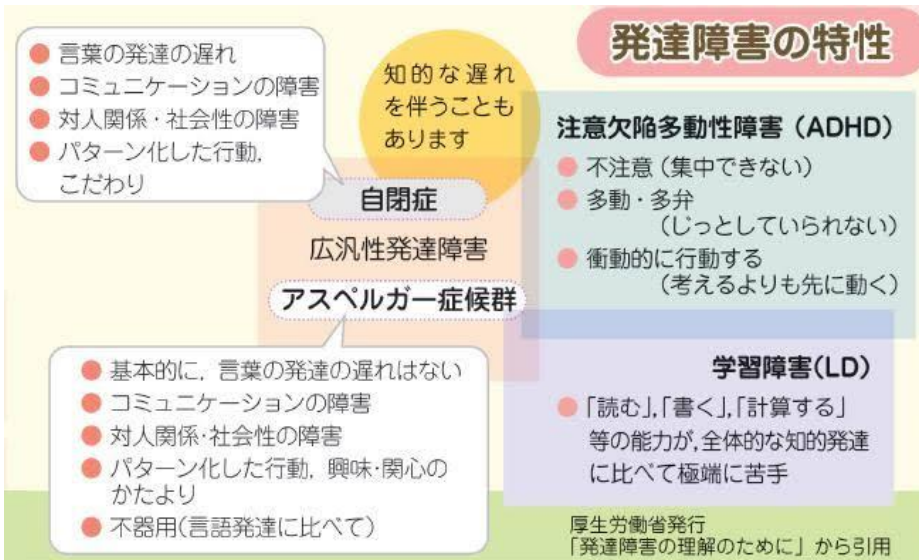 発達障害の特性
● 言葉の発達の遅れ
● コミュニケーションの障害
● 対人関係・社会性の障害
● パターン化した行動,
こだわり
知的な遅れ
を伴うことも
あります
自閉症
広汎性発達障害
アスペルガー症候群
● 基本的に, 言葉の発達の遅れはない
● コミュニケーションの障害
● 対人関係・社会性の障害
● パターン化した行動, 興味・関心の
かたより
● 不器用(言語発達に比べて)
注意欠陥多動性障害(ADHD)
● 不注意(集中できない)
● 多動・多弁
(じっとしていられない)
● 衝動的に行動する
(考えるよりも先に動く)
学習障害(LD)
● 「読む」,「書く」,「計算する」
等の能力が,全体的な知的発達
に比べて極端に苦手
厚生労働省発行
「発達障害の理解のために」から引用